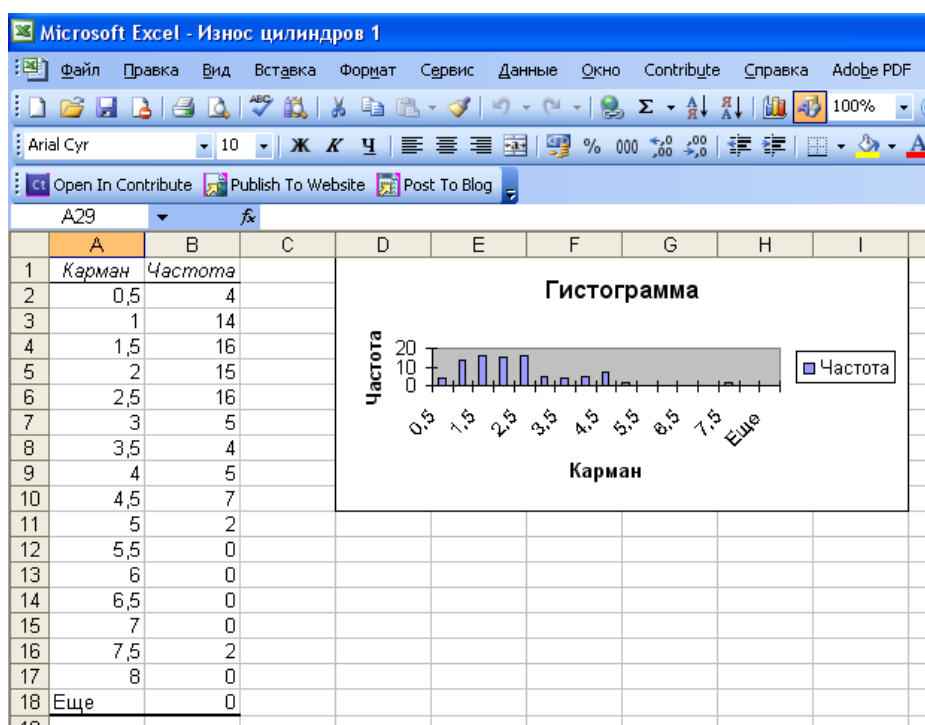 Microsoft Excel - Износ цилиндров 1
Файл Правка Вид Вставка Формат Сервис Данные Окно Contribute Справка Adobe PDF
ABC Σ А Я Я А 100%
Arial Cyr 10 Ж К Ч % 000 ,0 ,00 ,00 ,0 А
Ct Open In Contribute Publish To Website Post To Blog
A29 fx
A B C D E F G H I
1 Карман Частота
2 0,5 4
3 1 14
4 1,5 16
5 2 15
6 2,5 16
7 3 5
8 3,5 4
9 4 5
10 4,5 7
11 5 2
12 5,5 0
13 6 0
14 6,5 0
15 7 0
16 7,5 2
17 8 0
18 Еще 0
Гистограмма
Частота
20
10
0
0,5 1,5 2,5 3,5 4,5 5,5 6,5 7,5 Еще
Карман
Частота